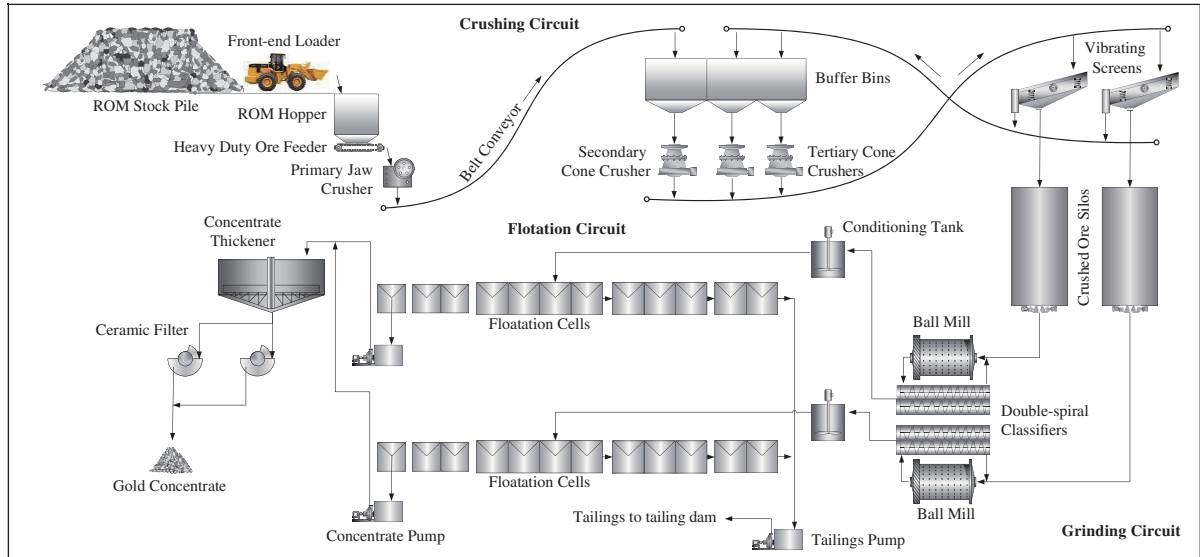 Crushing Circuit
Front-end Loader
ROM Stock Pile
ROM Hopper
Heavy Duty Ore Feeder
Primary Jaw
Crusher
Belt Conveyor
Buffer Bins
Secondary
Cone Crusher
Tertiary Cone
Crushers
Vibrating
Screens
Crushed Ore Silos
Concentrate
Thickener
Flotation Circuit
Conditioning Tank
Floatation Cells
Ceramic Filter
Ball Mill
Double-spiral
Classifiers
Gold Concentrate
Floatation Cells
Concentrate Pump
Tailings to tailing dam
Tailings Pump
Ball Mill
Grinding Circuit